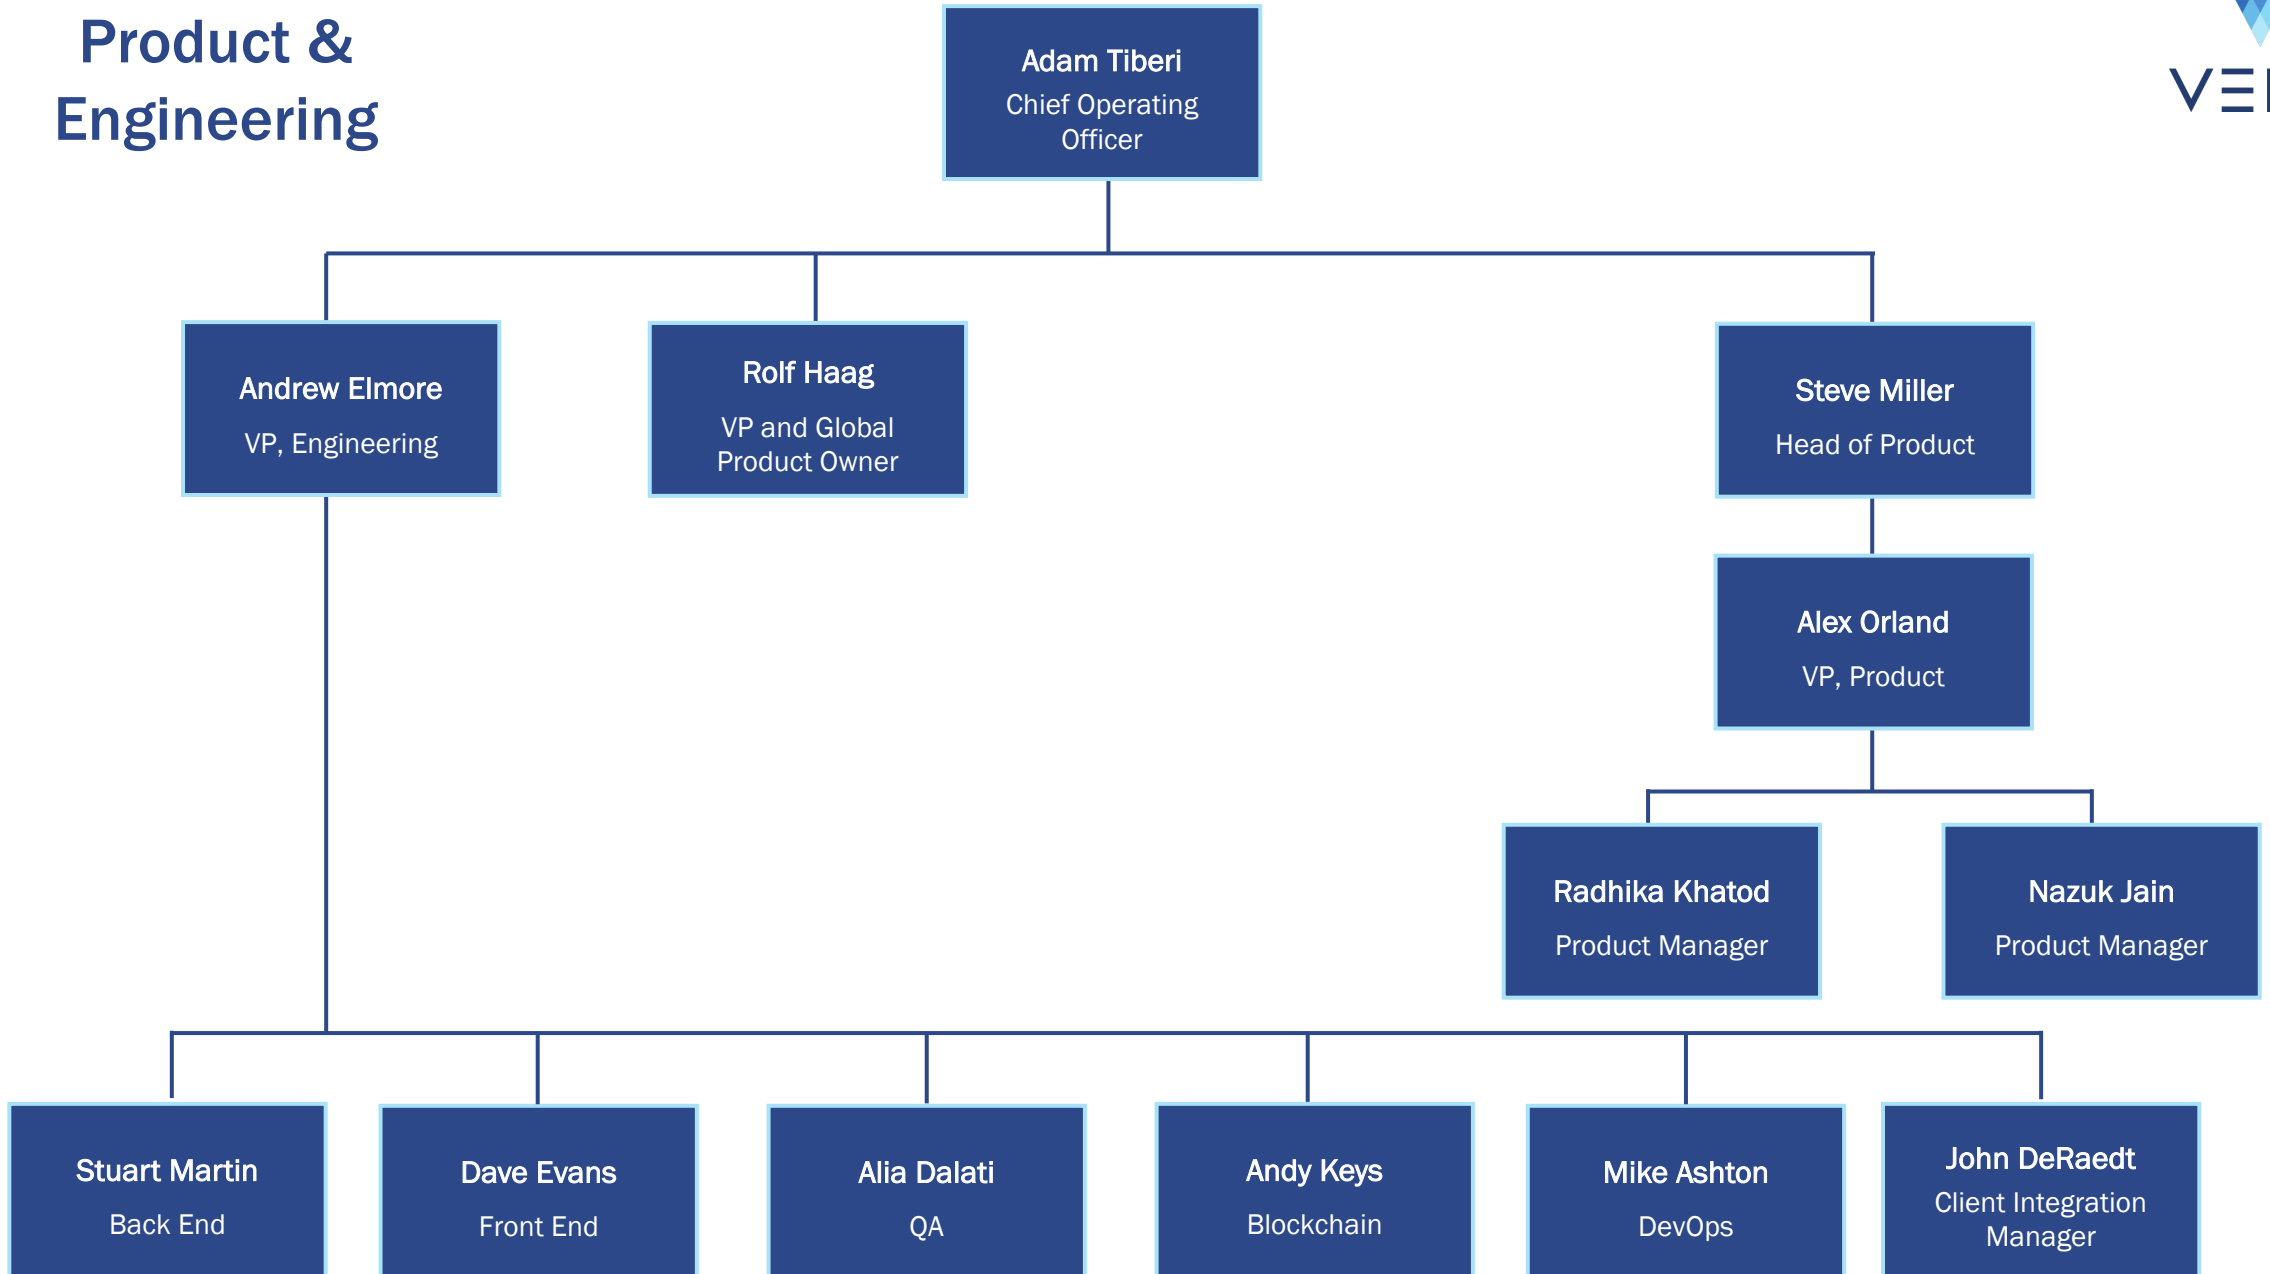 Product &
Engineering
Adam Tiberi
Chief Operating
Officer
Andrew Elmore
VP, Engineering
Rolf Haag
VP and Global
Product Owner
Steve Miller
Head of Product
Alex Orland
VP, Product
Radhika Khatod
Product Manager
Nazuk Jain
Product Manager
Stuart Martin
Back End
Dave Evans
Front End
Alia Dalati
QA
Andy Keys
Blockchain
Mike Ashton
DevOps
John DeRaedt
Client Integration
Manager